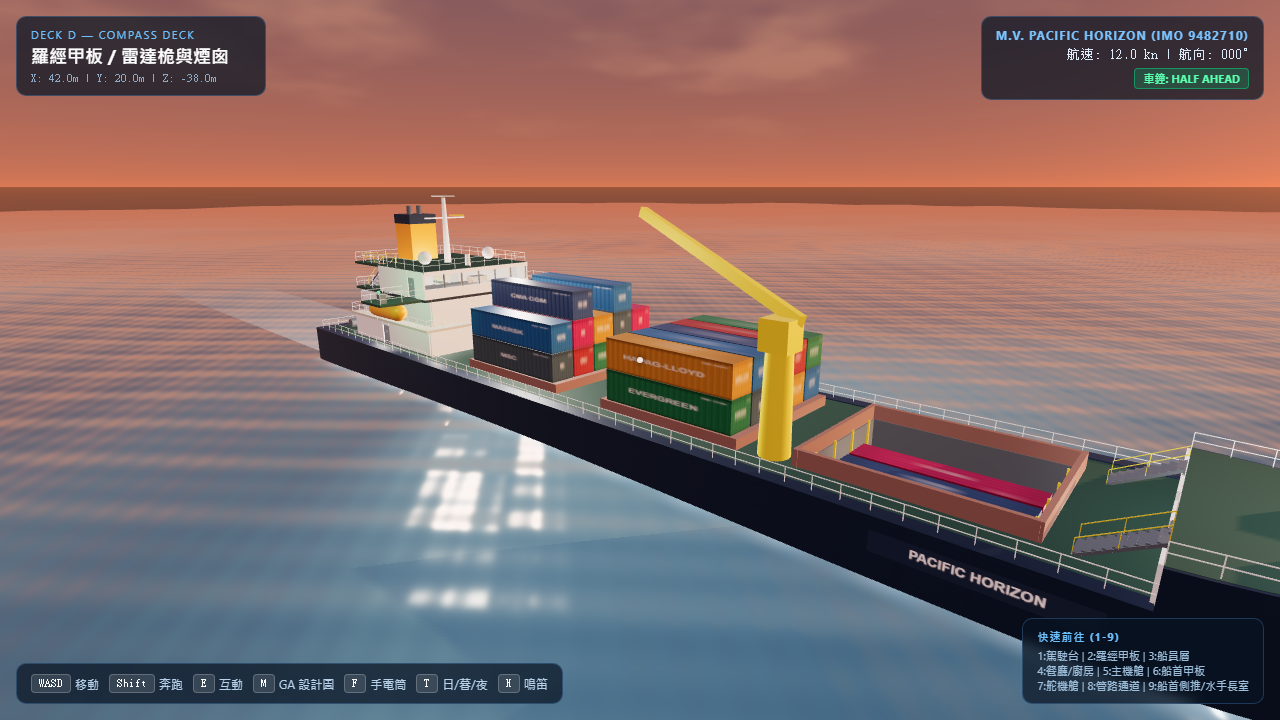 DECK D — COMPASS DECK
羅經甲板 / 雷達桅與煙囪
X: 42.0m | Y: 20.0m | Z: -38.0m
M.V. PACIFIC HORIZON (IMO 9482710)
航速: 12.0 kn | 航向: 000°
車鐘: HALF AHEAD
CMA CGM
MAERSK
MSC
HAPAG-LLOYD
EVERGREEN
PACIFIC HORIZON
快速前往 (1-9)
1:駕駛台 | 2:羅經甲板 | 3:船員層
4:餐廳/廚房 | 5:主機艙 | 6:船首甲板
7:舵機艙 | 8:管路通道 | 9:船首側推/水手長室
WASD 移動 Shift 奔跑 E 互動 M GA 設計圖 F 手電筒 T 日/暮/夜 H 鳴笛